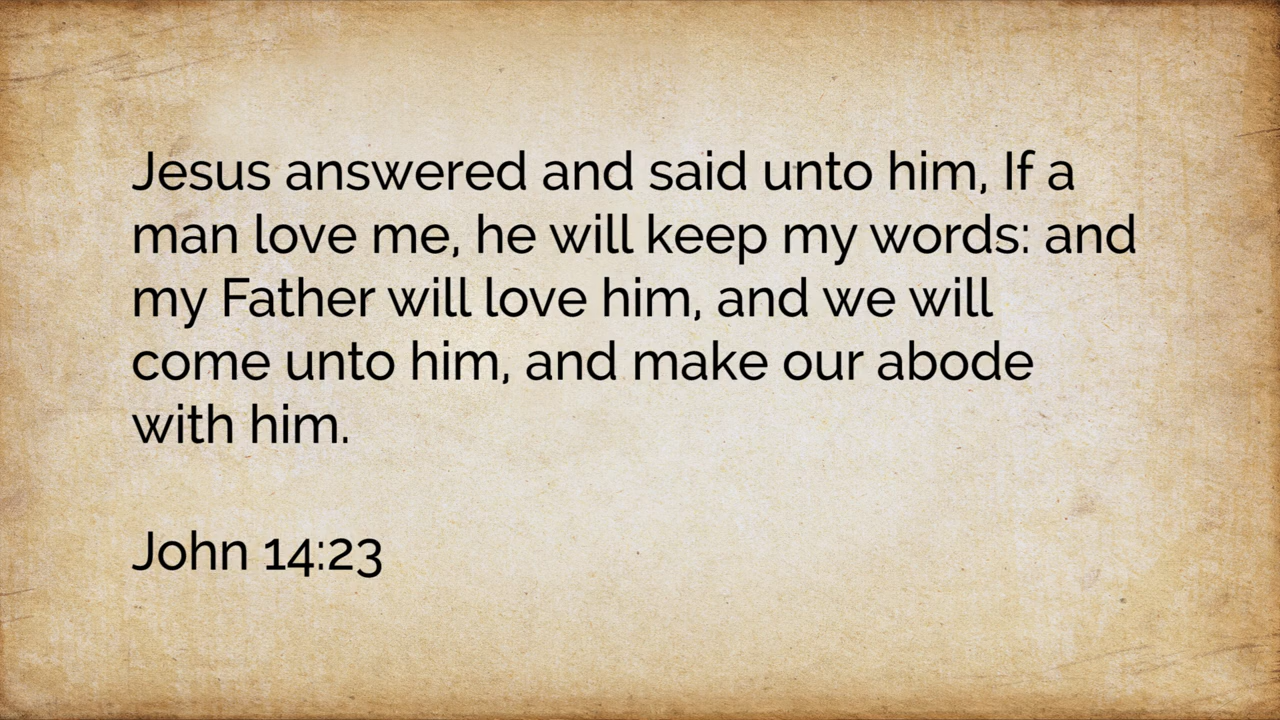 Jesus answered and said unto him, If a
man love me, he will keep my words: and
my Father will love him, and we will
come unto him, and make our abode
with him.
John 14:23